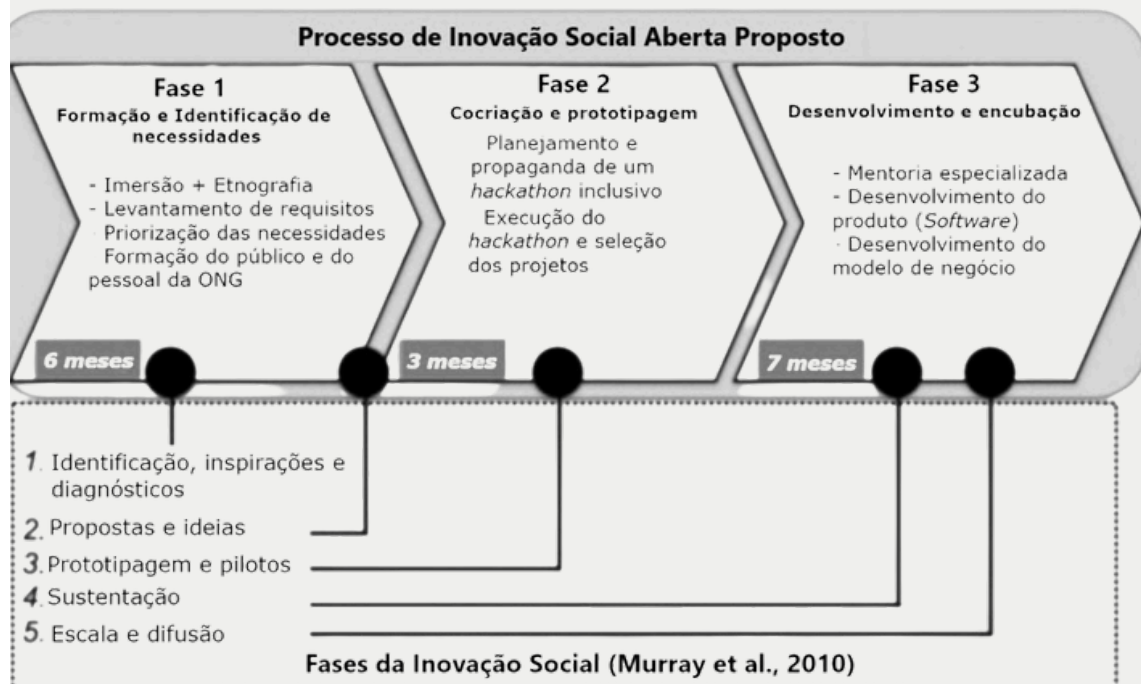 Processo de Inovação Social Aberta Proposto
Fase 1
Formação e Identificação de
necessidades
- Imersão + Etnografia
- Levantamento de requisitos
· Priorização das necessidades
Formação do público e do
pessoal da ONG
6 meses
Fase 2
Cocriação e prototipagem
Planejamento e
propaganda de um
hackathon inclusivo
Execução do
hackathon e seleção
dos projetos
3 meses
Fase 3
Desenvolvimento e encubação
- Mentoria especializada
- Desenvolvimento do
produto (Software)
· Desenvolvimento do
modelo de negócio
7 meses
1. Identificação, inspirações e
diagnósticos
2. Propostas e ideias
3. Prototipagem e pilotos
4. Sustentação
5. Escala e difusão
Fases da Inovação Social (Murray et al., 2010)